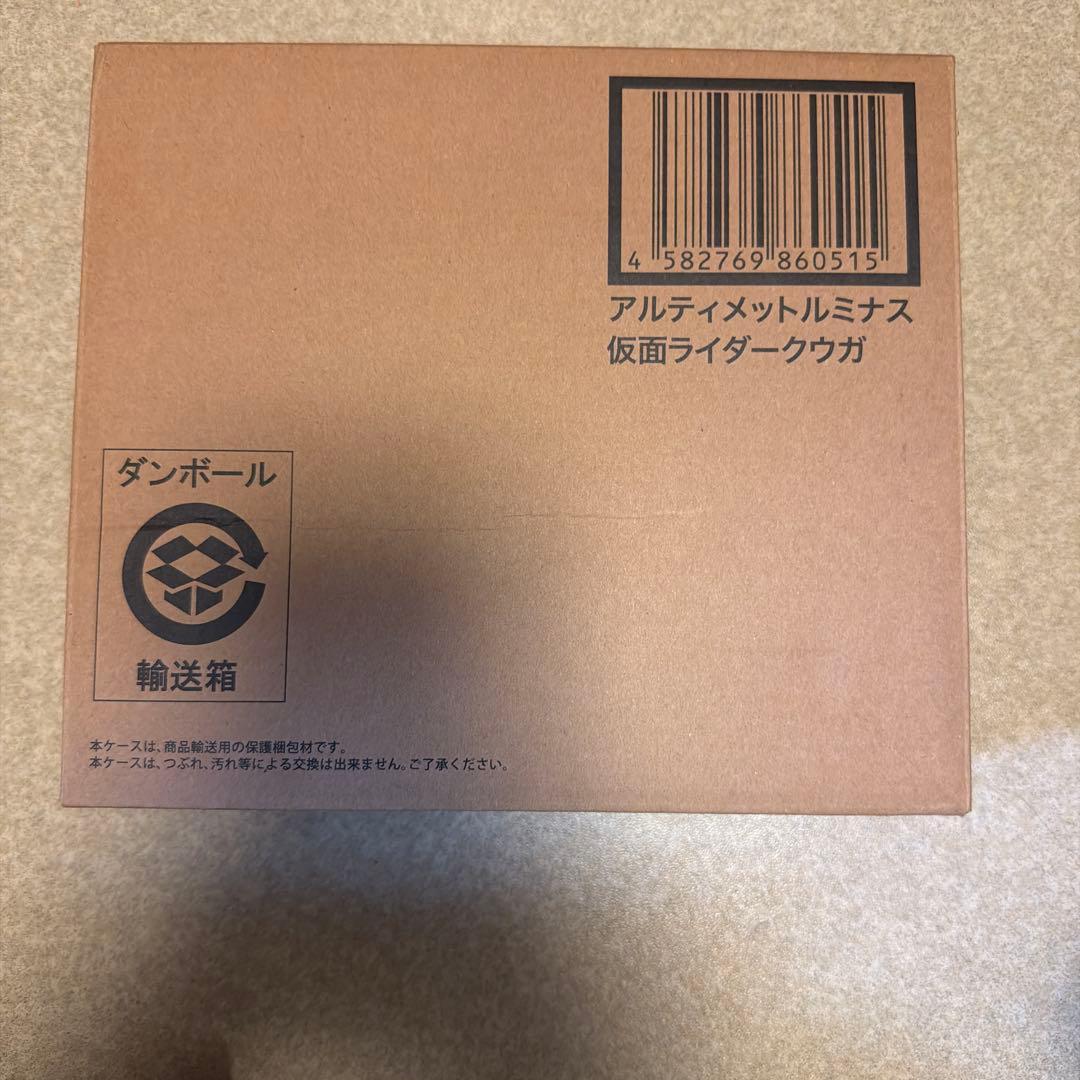 4 582769 860515
アルティメットルミナス
仮面ライダークウガ
ダンボール
輸送箱
本ケースは、商品輸送用の保護梱包材です。
本ケースは、つぶれ、汚れ等による交換は出来ません。ご了承ください。